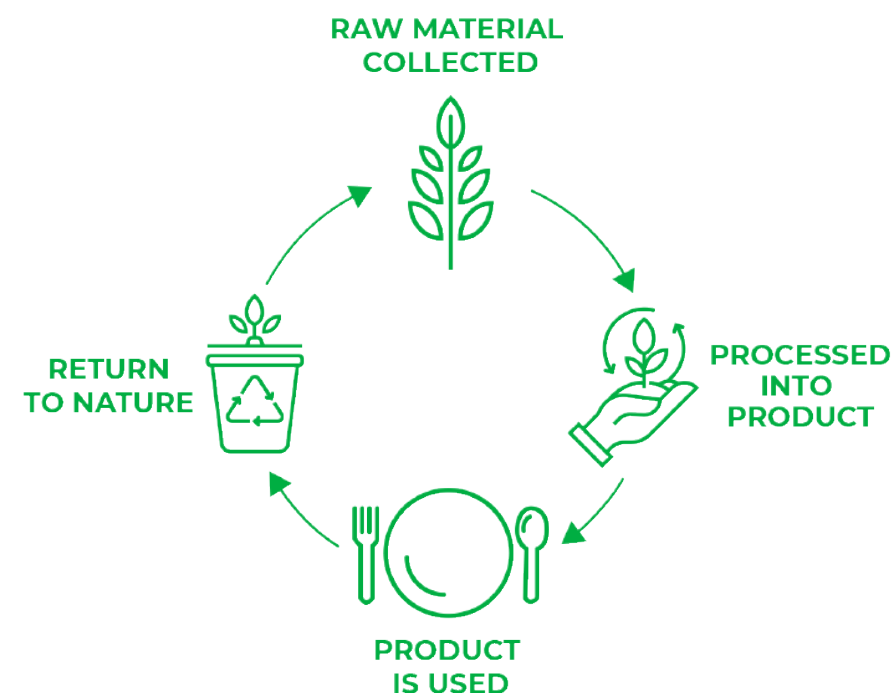 RAW MATERIAL
COLLECTED
PROCESSED
INTO
PRODUCT
PRODUCT
IS USED
RETURN
TO NATURE